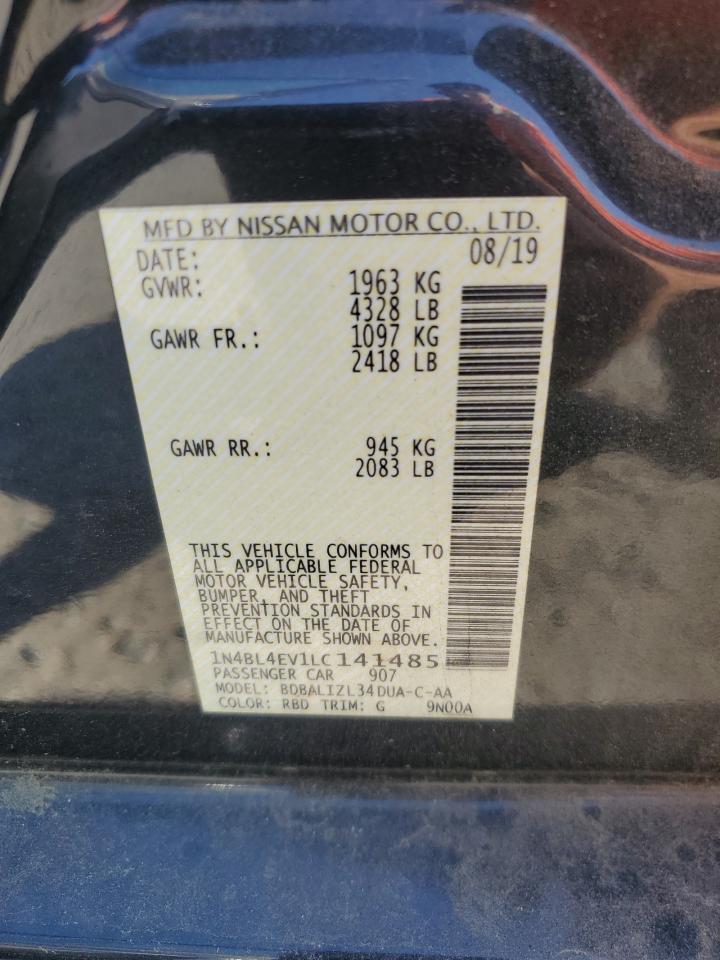 MFD BY NISSAN MOTOR CO., LTD.
DATE: 08/19
GVWR: 1963 KG
4328 LB
GAWR FR.: 1097 KG
2418 LB
GAWR RR.: 945 KG
2083 LB
THIS VEHICLE CONFORMS TO
ALL APPLICABLE FEDERAL
MOTOR VEHICLE SAFETY,
BUMPER, AND THEFT
PREVENTION STANDARDS IN
EFFECT ON THE DATE OF
MANUFACTURE SHOWN ABOVE.
1N4BL4EV1LC141485
PASSENGER CAR 907
MODEL: BDBALIZL34DUA-C-AA
COLOR: RBD TRIM: G 9N00A